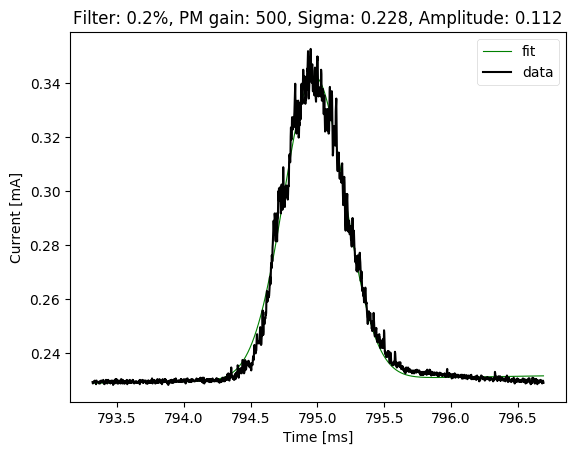 Filter: 0.2%, PM gain: 500, Sigma: 0.228, Amplitude: 0.112
fit
data
Current [mA]
0.34
0.32
0.30
0.28
0.26
0.24
793.5 794.0 794.5 795.0 795.5 796.0 796.5
Time [ms]